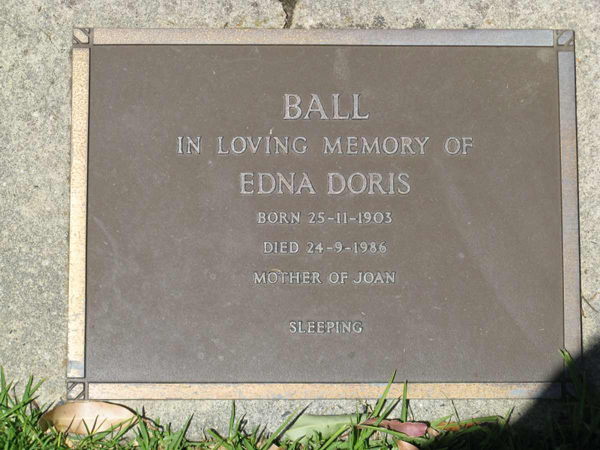 BALL
IN LOVING MEMORY OF
EDNA DORIS
BORN 25-11-1903
DIED 24-9-1986
MOTHER OF JOAN
SLEEPING